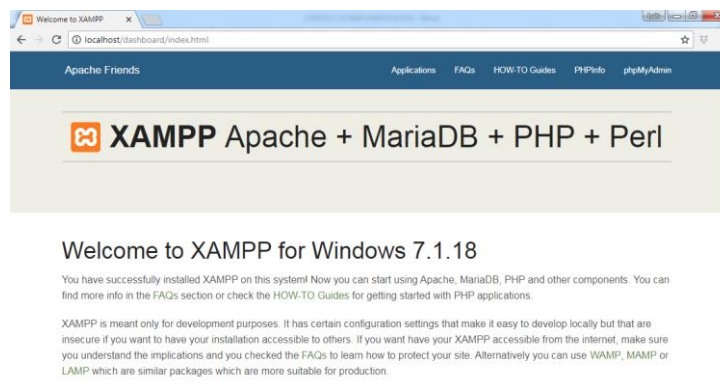 Welcome to XAMPP
localhost/dashboard/index.html
Apache Friends
Applications FAQs HOW-TO Guides PHPInfo phpMyAdmin
XAMPP Apache + MariaDB + PHP + Perl
Welcome to XAMPP for Windows 7.1.18
You have successfully installed XAMPP on this system! Now you can start using Apache, MariaDB, PHP and other components. You can
find more info in the FAQs section or check the HOW-TO Guides for getting started with PHP applications.
XAMPP is meant only for development purposes. It has certain configuration settings that make it easy to develop locally but that are
insecure if you want to have your installation accessible to others. If you want have your XAMPP accessible from the internet, make sure
you understand the implications and you checked the FAQs to learn how to protect your site. Alternatively you can use WAMP, MAMP or
LAMP which are similar packages which are more suitable for production.